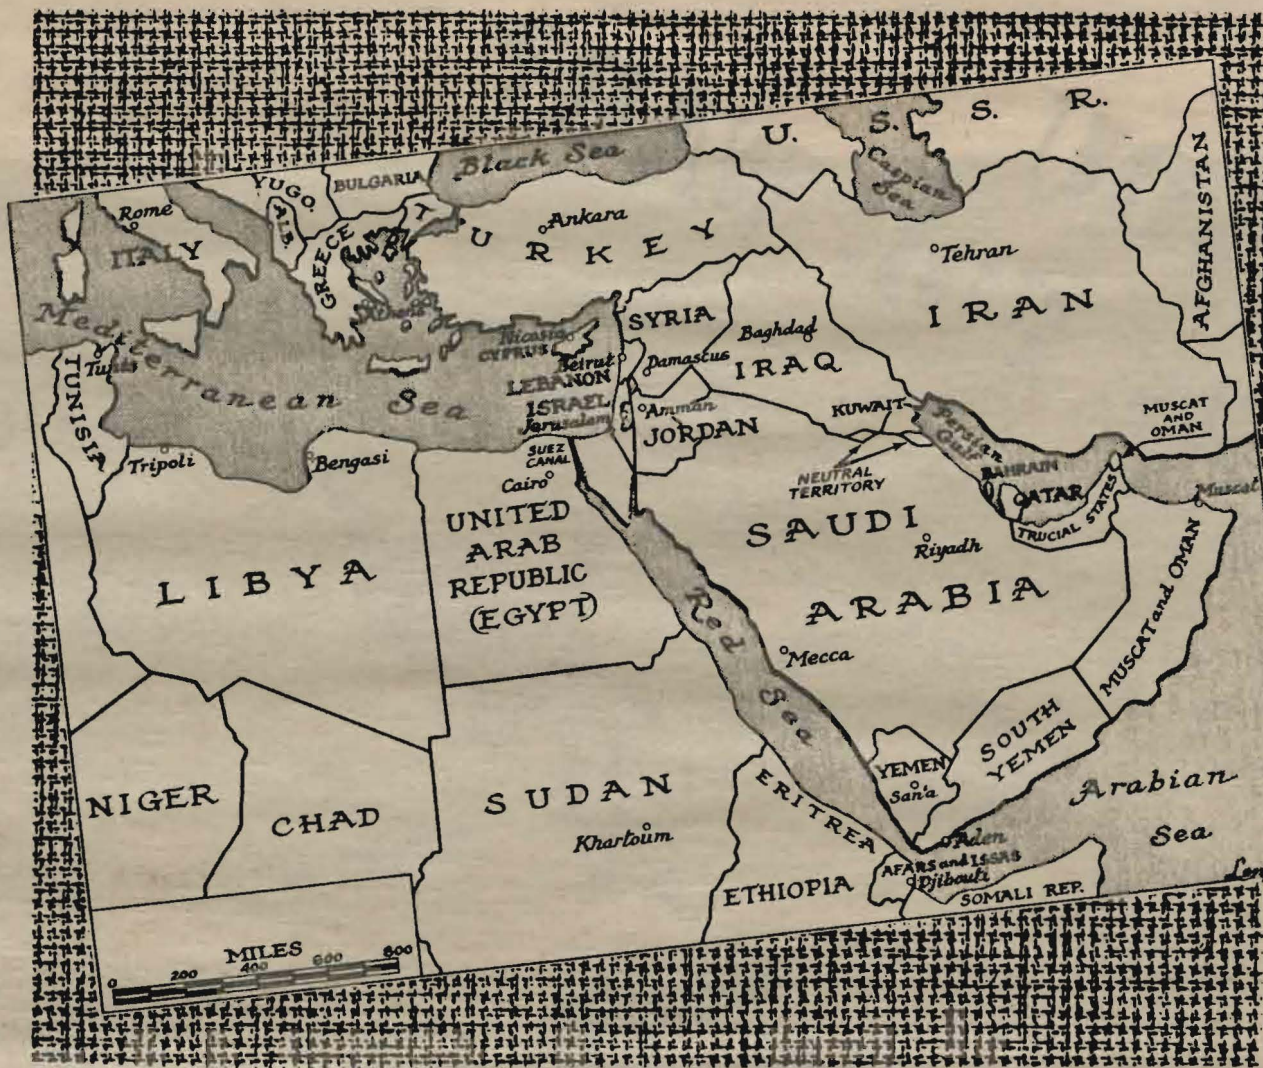 U. S. S. R.
Black Sea
Caspian
Sea
YUGO.
BULGARIA
ALB.
Rome
ITALY
GREECE
Athens
TURKEY
Ankara
Tehran
IRAN
AFGHANISTAN
Mediterranean Sea
Tunis
TUNISIA
Nicosia
CYPRUS
SYRIA
Beirut
Damascus
LEBANON
Baghdad
IRAQ
ISRAEL
Jerusalem
Amman
JORDAN
KUWAIT
Persian
Gulf
MUSCAT
AND
OMAN
NEUTRAL
TERRITORY
BAHRAIN
QATAR
TRUCIAL STATES
Muscat
MUSCAT and OMAN
Tripoli
Bengasi
SUEZ
CANAL
Cairo
UNITED
ARAB
REPUBLIC
(EGYPT)
LIBYA
SAUDI
ARABIA
Riyadh
Red Sea
Mecca
NIGER
CHAD
SUDAN
Khartoum
ERITREA
ETHIOPIA
YEMEN
San'a
SOUTH
YEMEN
Aden
Arabian
Sea
AFARS and ISSAS
Djibouti
SOMALI REP.
Len
MILES
0 200 400 600 800